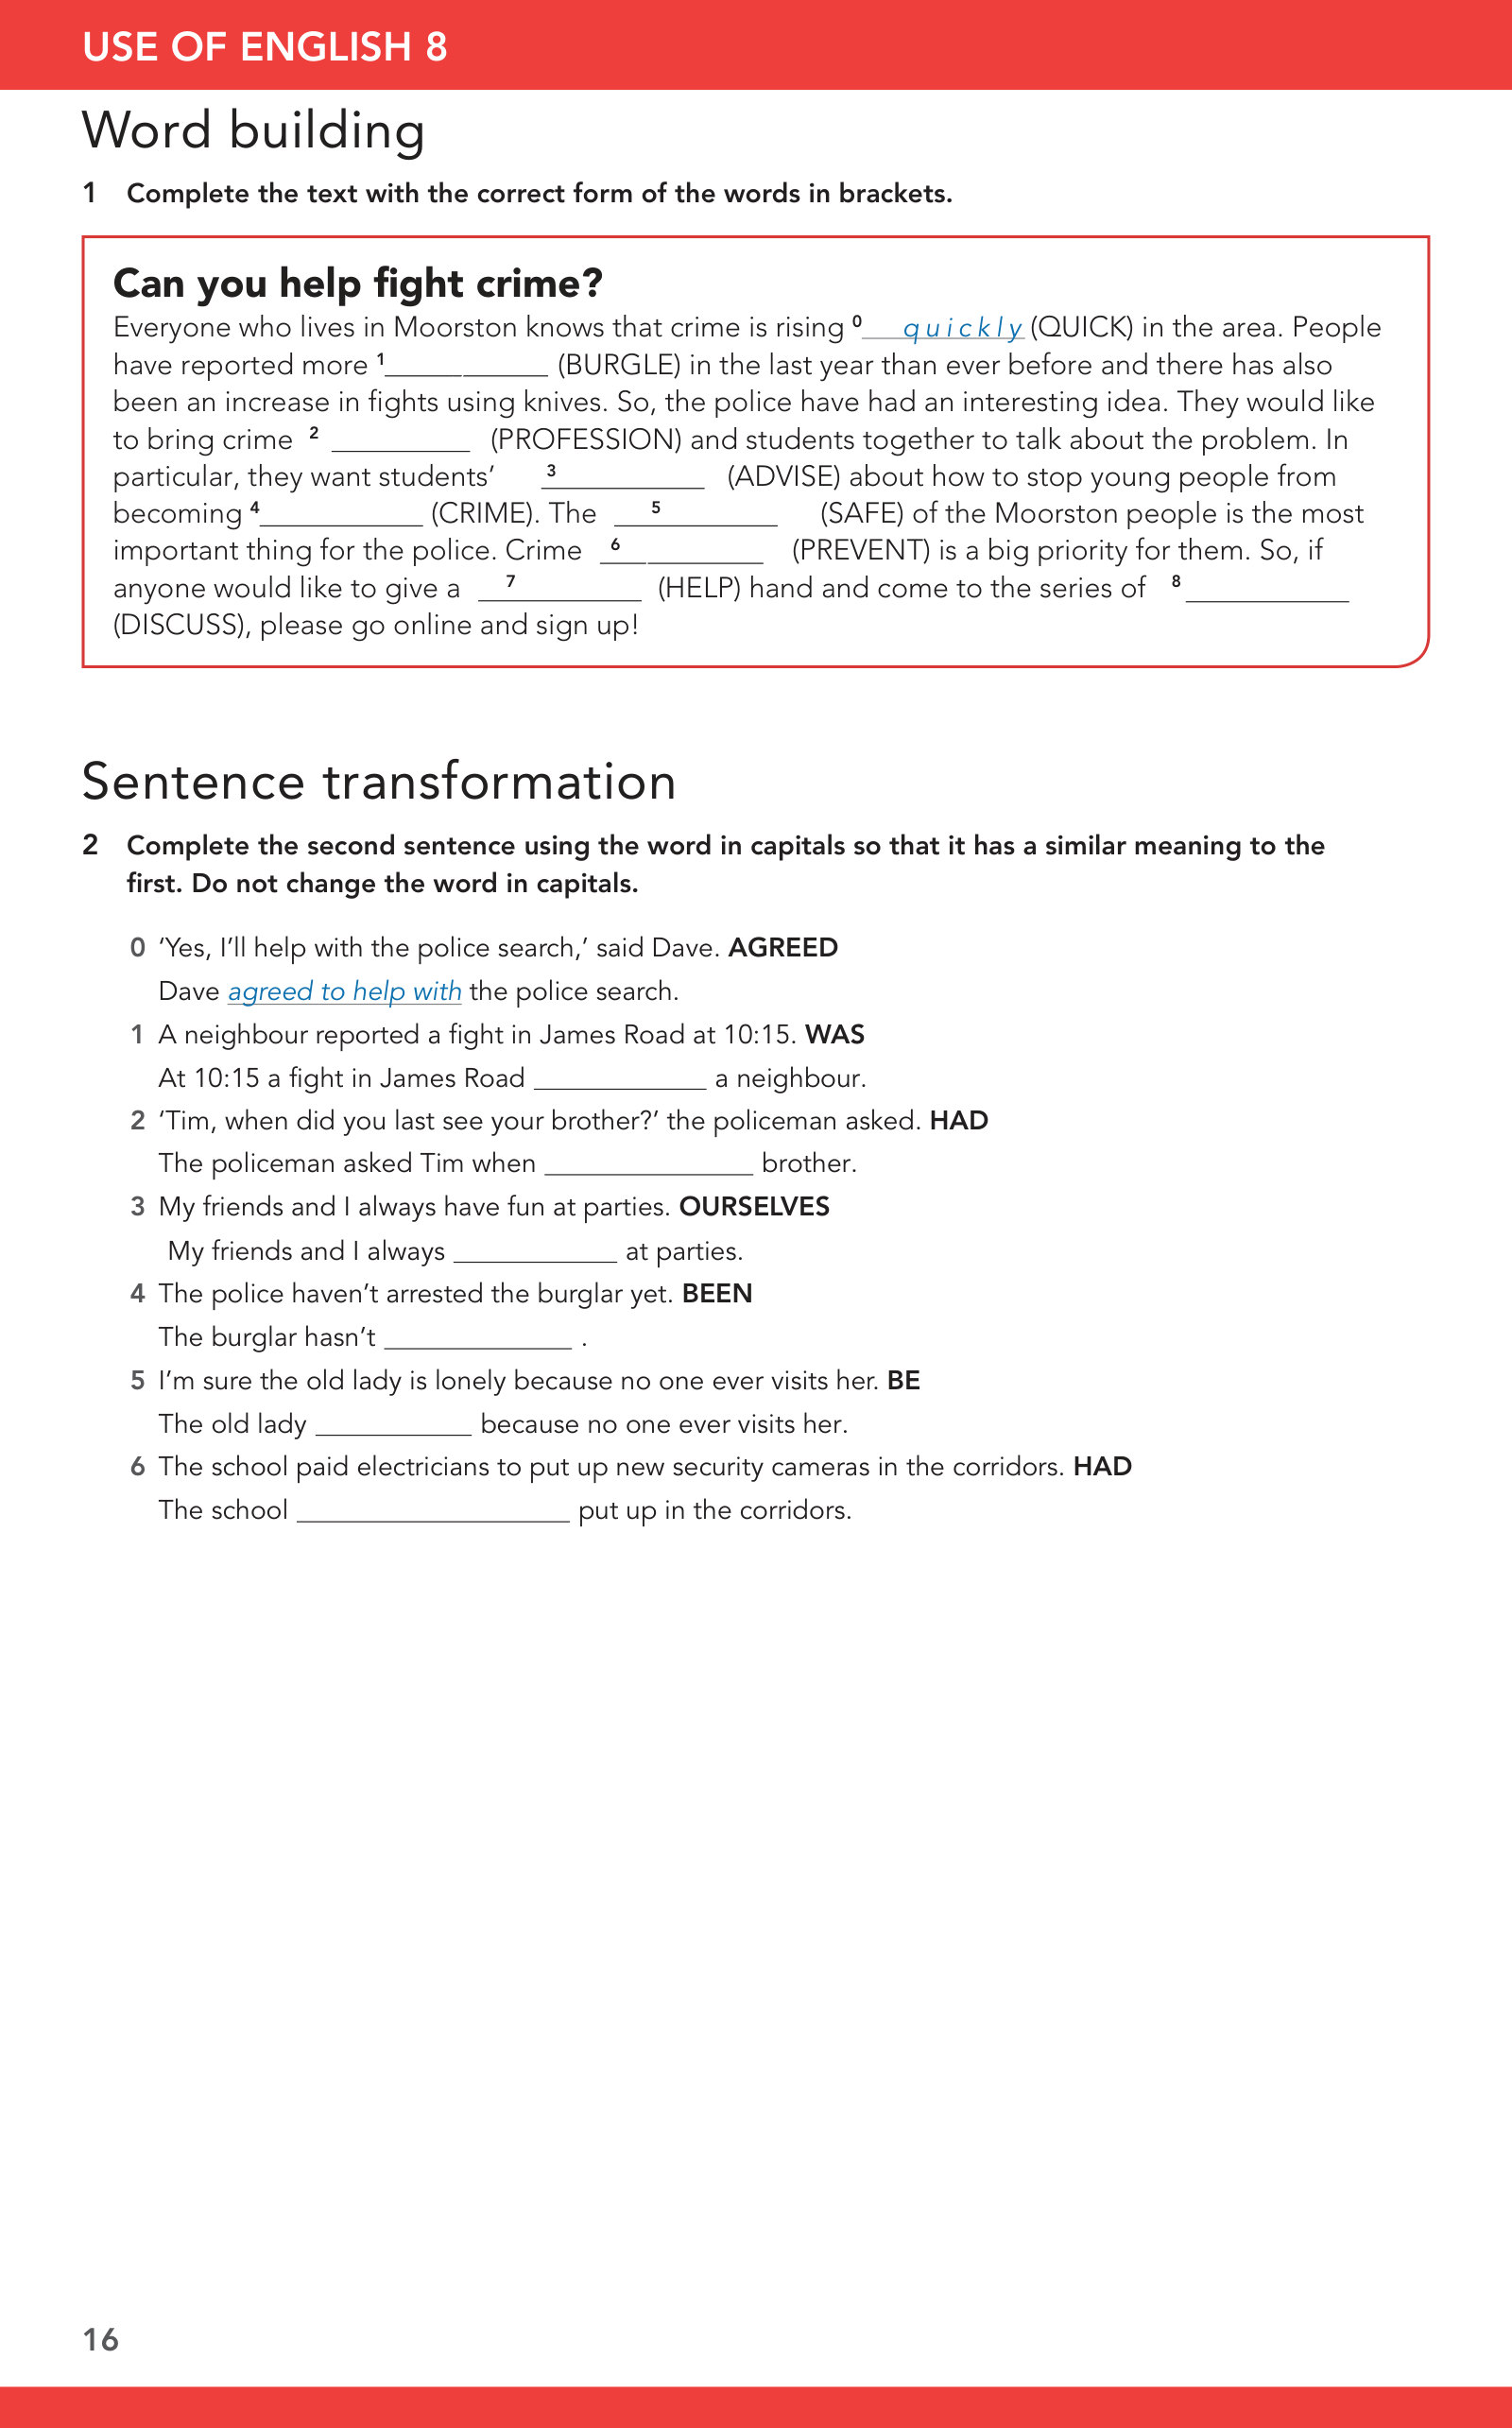 USE OF ENGLISH 8
Word building
1 Complete the text with the correct form of the words in brackets.
Can you help fight crime?
Everyone who lives in Moorston knows that crime is rising 0 quickly (QUICK) in the area. People
have reported more 1____________ (BURGLE) in the last year than ever before and there has also
been an increase in fights using knives. So, the police have had an interesting idea. They would like
to bring crime 2 __________ (PROFESSION) and students together to talk about the problem. In
particular, they want students’ 3 ____________ (ADVISE) about how to stop young people from
becoming 4____________ (CRIME). The 5 ____________ (SAFE) of the Moorston people is the most
important thing for the police. Crime 6 ____________ (PREVENT) is a big priority for them. So, if
anyone would like to give a 7 ____________ (HELP) hand and come to the series of 8 ____________
(DISCUSS), please go online and sign up!
Sentence transformation
2 Complete the second sentence using the word in capitals so that it has a similar meaning to the
first. Do not change the word in capitals.
0 ‘Yes, I’ll help with the police search,’ said Dave. AGREED
Dave agreed to help with the police search.
1 A neighbour reported a fight in James Road at 10:15. WAS
At 10:15 a fight in James Road ____________ a neighbour.
2 ‘Tim, when did you last see your brother?’ the policeman asked. HAD
The policeman asked Tim when _______________ brother.
3 My friends and I always have fun at parties. OURSELVES
My friends and I always ____________ at parties.
4 The police haven’t arrested the burglar yet. BEEN
The burglar hasn’t ______________ .
5 I’m sure the old lady is lonely because no one ever visits her. BE
The old lady ___________ because no one ever visits her.
6 The school paid electricians to put up new security cameras in the corridors. HAD
The school ____________________ put up in the corridors.
16